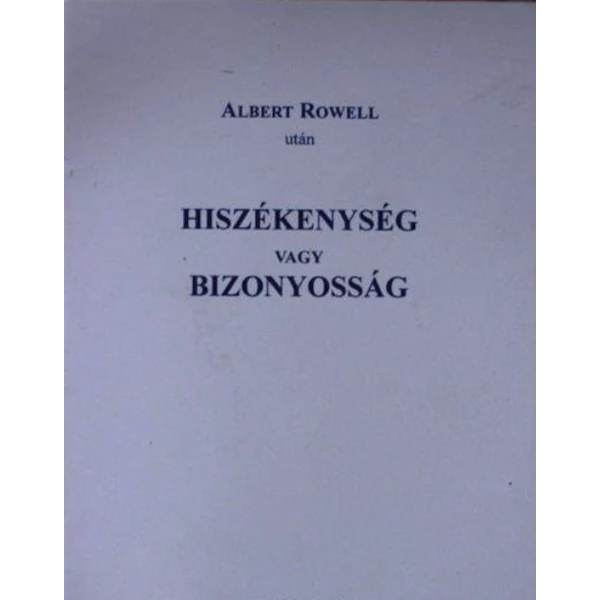 ALBERT ROWELL
után
HISZÉKENYSÉG
VAGY
BIZONYOSSÁG